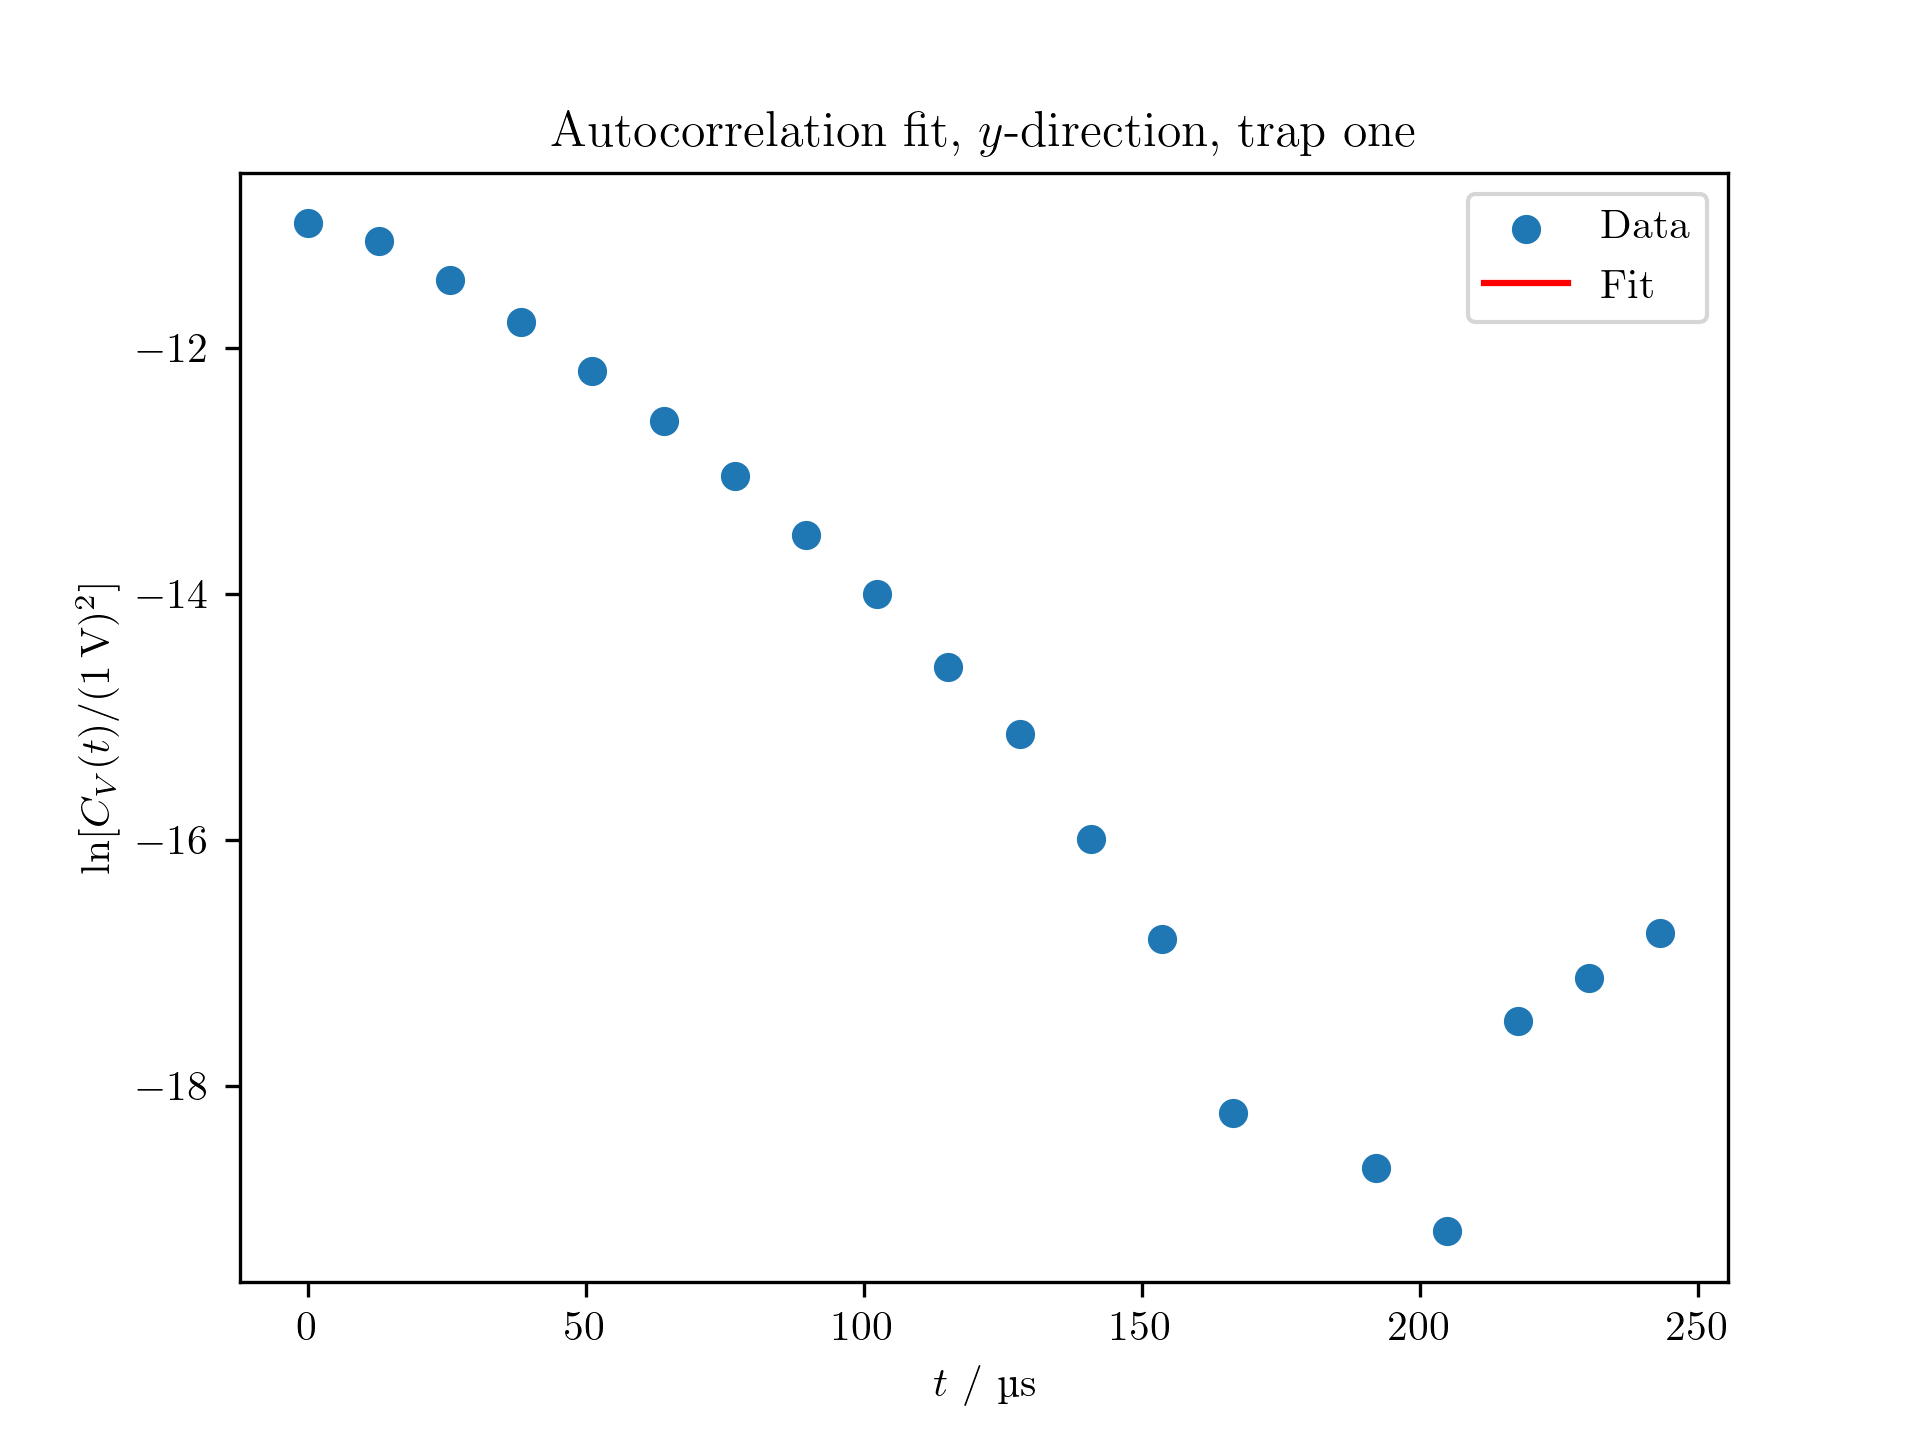 Autocorrelation fit, y-direction, trap one
Data
Fit
ln[C_V(t)/(1 V)²]
−12
−14
−16
−18
0 50 100 150 200 250
t / µs